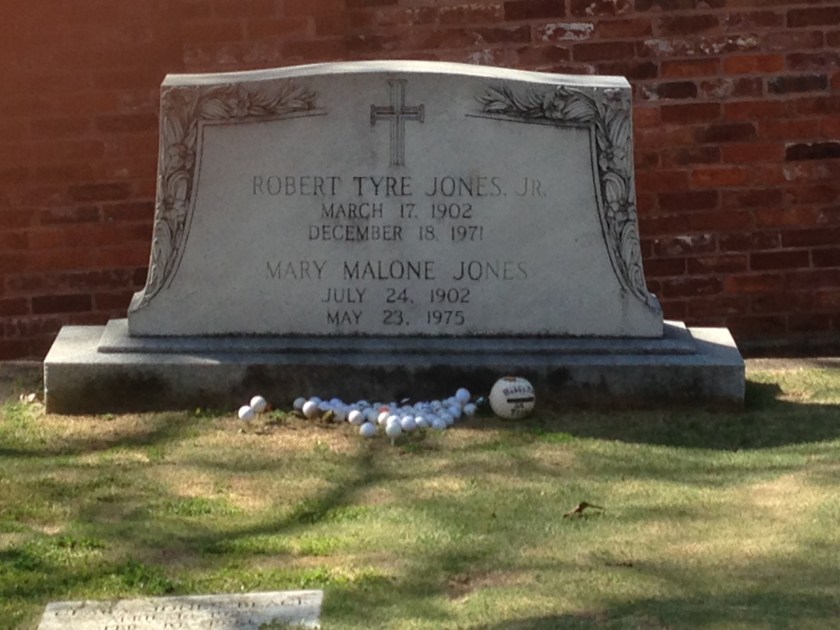 ROBERT TYRE JONES, JR.
MARCH 17, 1902
DECEMBER 18, 1971
MARY MALONE JONES
JULY 24, 1902
MAY 23, 1975